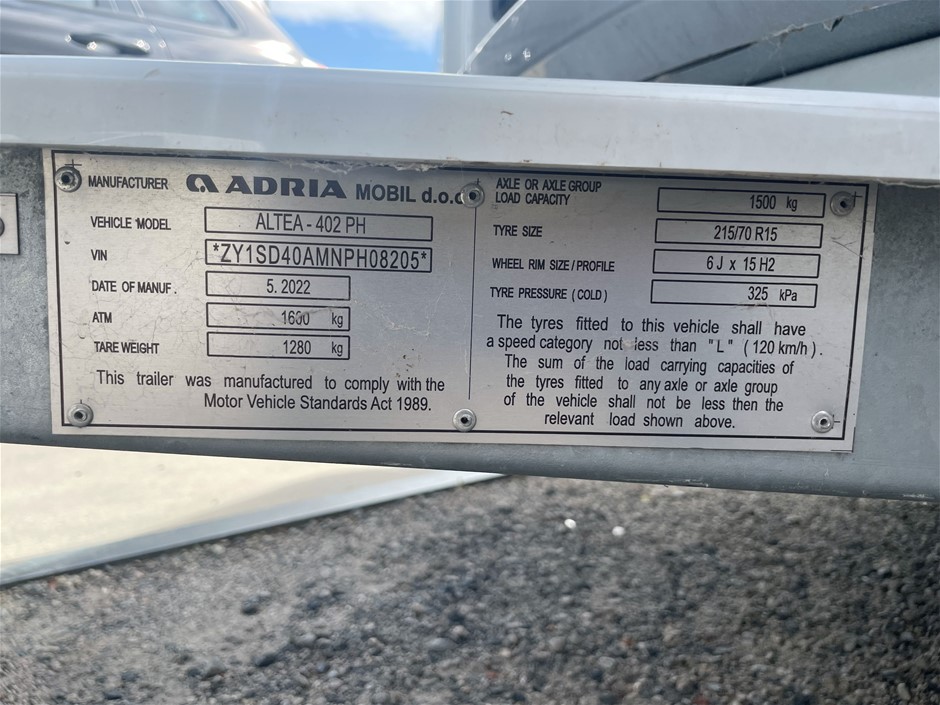 MANUFACTURER ADRIA MOBIL d.o.o
VEHICLE MODEL ALTEA - 402 PH
VIN *ZY1SD40AMNPH08205*
DATE OF MANUF. 5. 2022
ATM 1600 kg
TARE WEIGHT 1280 kg
This trailer was manufactured to comply with the
Motor Vehicle Standards Act 1989.
AXLE OR AXLE GROUP
LOAD CAPACITY 1500 kg
TYRE SIZE 215/70 R15
WHEEL RIM SIZE / PROFILE 6 J x 15 H2
TYRE PRESSURE ( COLD ) 325 kPa
The tyres fitted to this vehicle shall have
a speed category not less than "L" ( 120 km/h ) .
The sum of the load carrying capacities of
the tyres fitted to any axle or axle group
of the vehicle shall not be less then the
relevant load shown above.